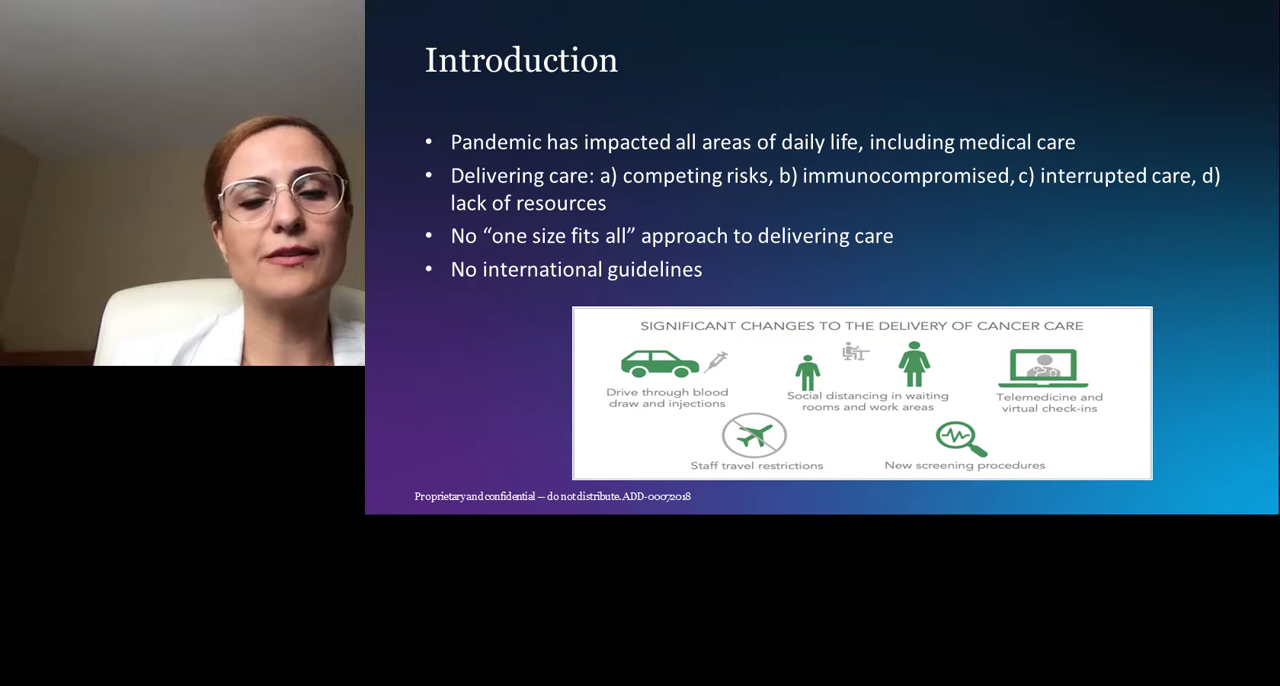 Introduction
• Pandemic has impacted all areas of daily life, including medical care
• Delivering care: a) competing risks, b) immunocompromised, c) interrupted care, d)
lack of resources
• No “one size fits all” approach to delivering care
• No international guidelines
SIGNIFICANT CHANGES TO THE DELIVERY OF CANCER CARE
Drive through blood
draw and injections
Social distancing in waiting
rooms and work areas
Telemedicine and
virtual check-ins
Staff travel restrictions
New screening procedures
Proprietary and confidential — do not distribute. ADD-00072018